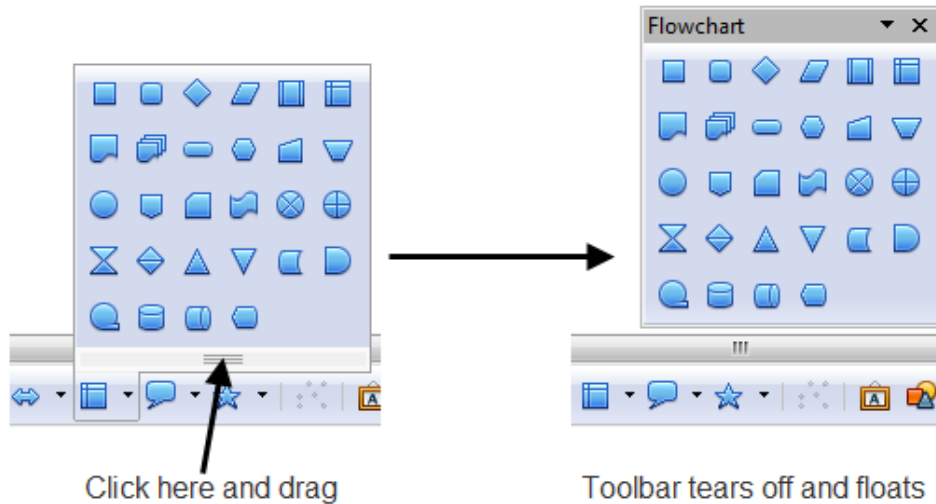 Flowchart
A
A
Click here and drag
Toolbar tears off and floats